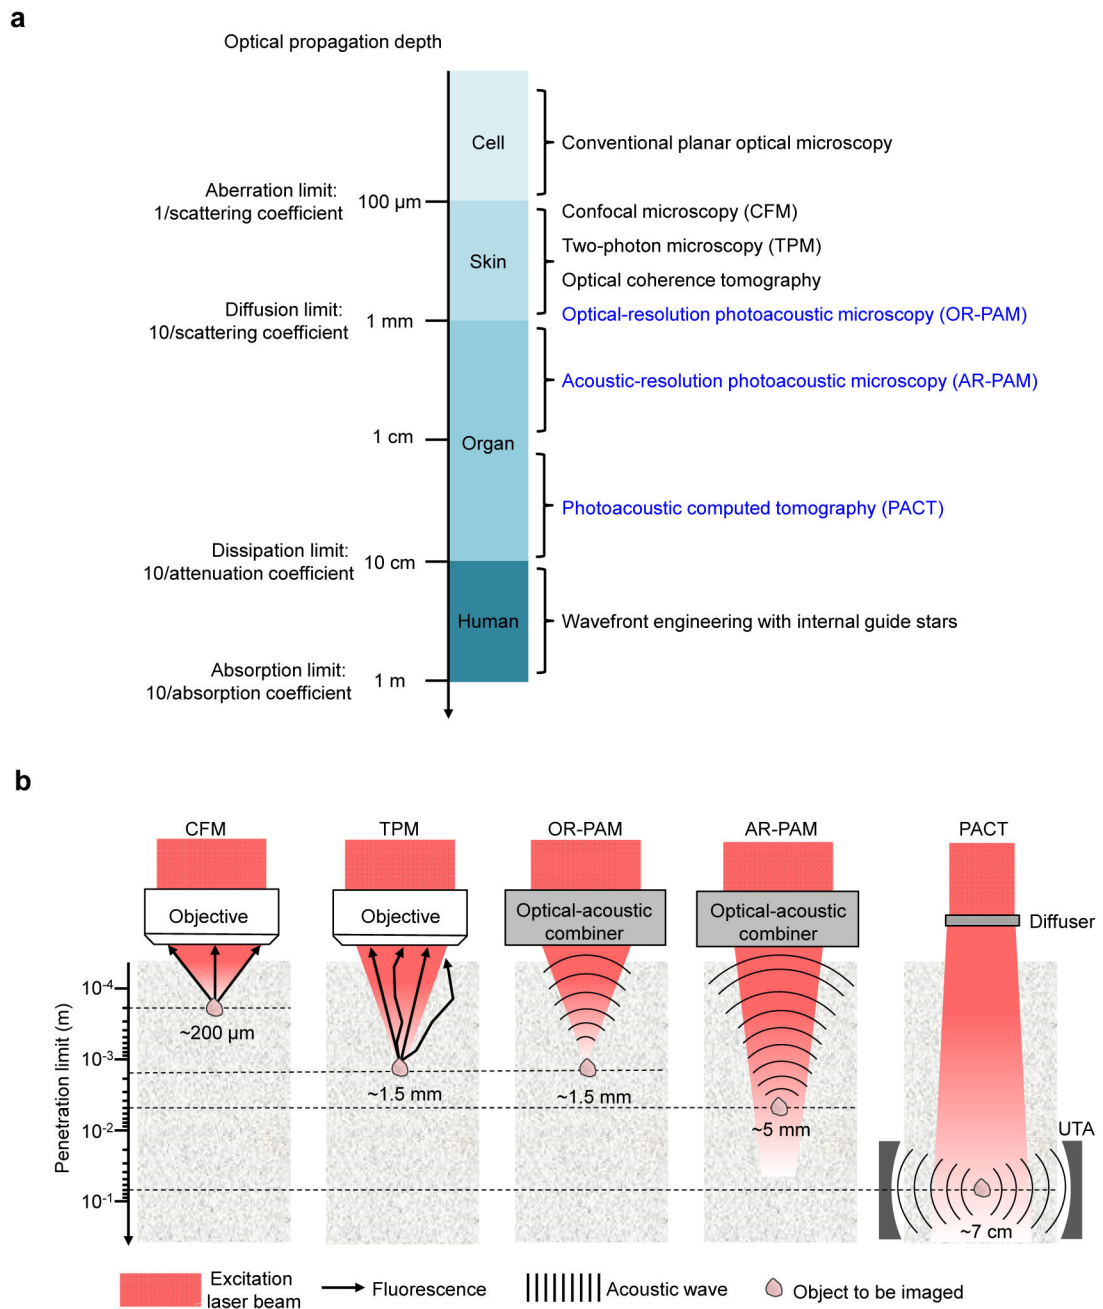 a
Optical propagation depth
Cell
Conventional planar optical microscopy
Aberration limit:
1/scattering coefficient
100 μm
Confocal microscopy (CFM)
Two-photon microscopy (TPM)
Skin
Optical coherence tomography
Diffusion limit:
10/scattering coefficient
1 mm
Optical-resolution photoacoustic microscopy (OR-PAM)
Acoustic-resolution photoacoustic microscopy (AR-PAM)
1 cm
Organ
Photoacoustic computed tomography (PACT)
Dissipation limit:
10/attenuation coefficient
10 cm
Human
Wavefront engineering with internal guide stars
Absorption limit:
10/absorption coefficient
1 m
b
CFM
TPM
OR-PAM
AR-PAM
PACT
Objective
Objective
Optical-acoustic
combiner
Optical-acoustic
combiner
Diffuser
Penetration limit (m)
10⁻⁴
10⁻³
10⁻²
10⁻¹
~200 μm
~1.5 mm
~1.5 mm
~5 mm
UTA
~7 cm
Excitation
laser beam
Fluorescence
Acoustic wave
Object to be imaged